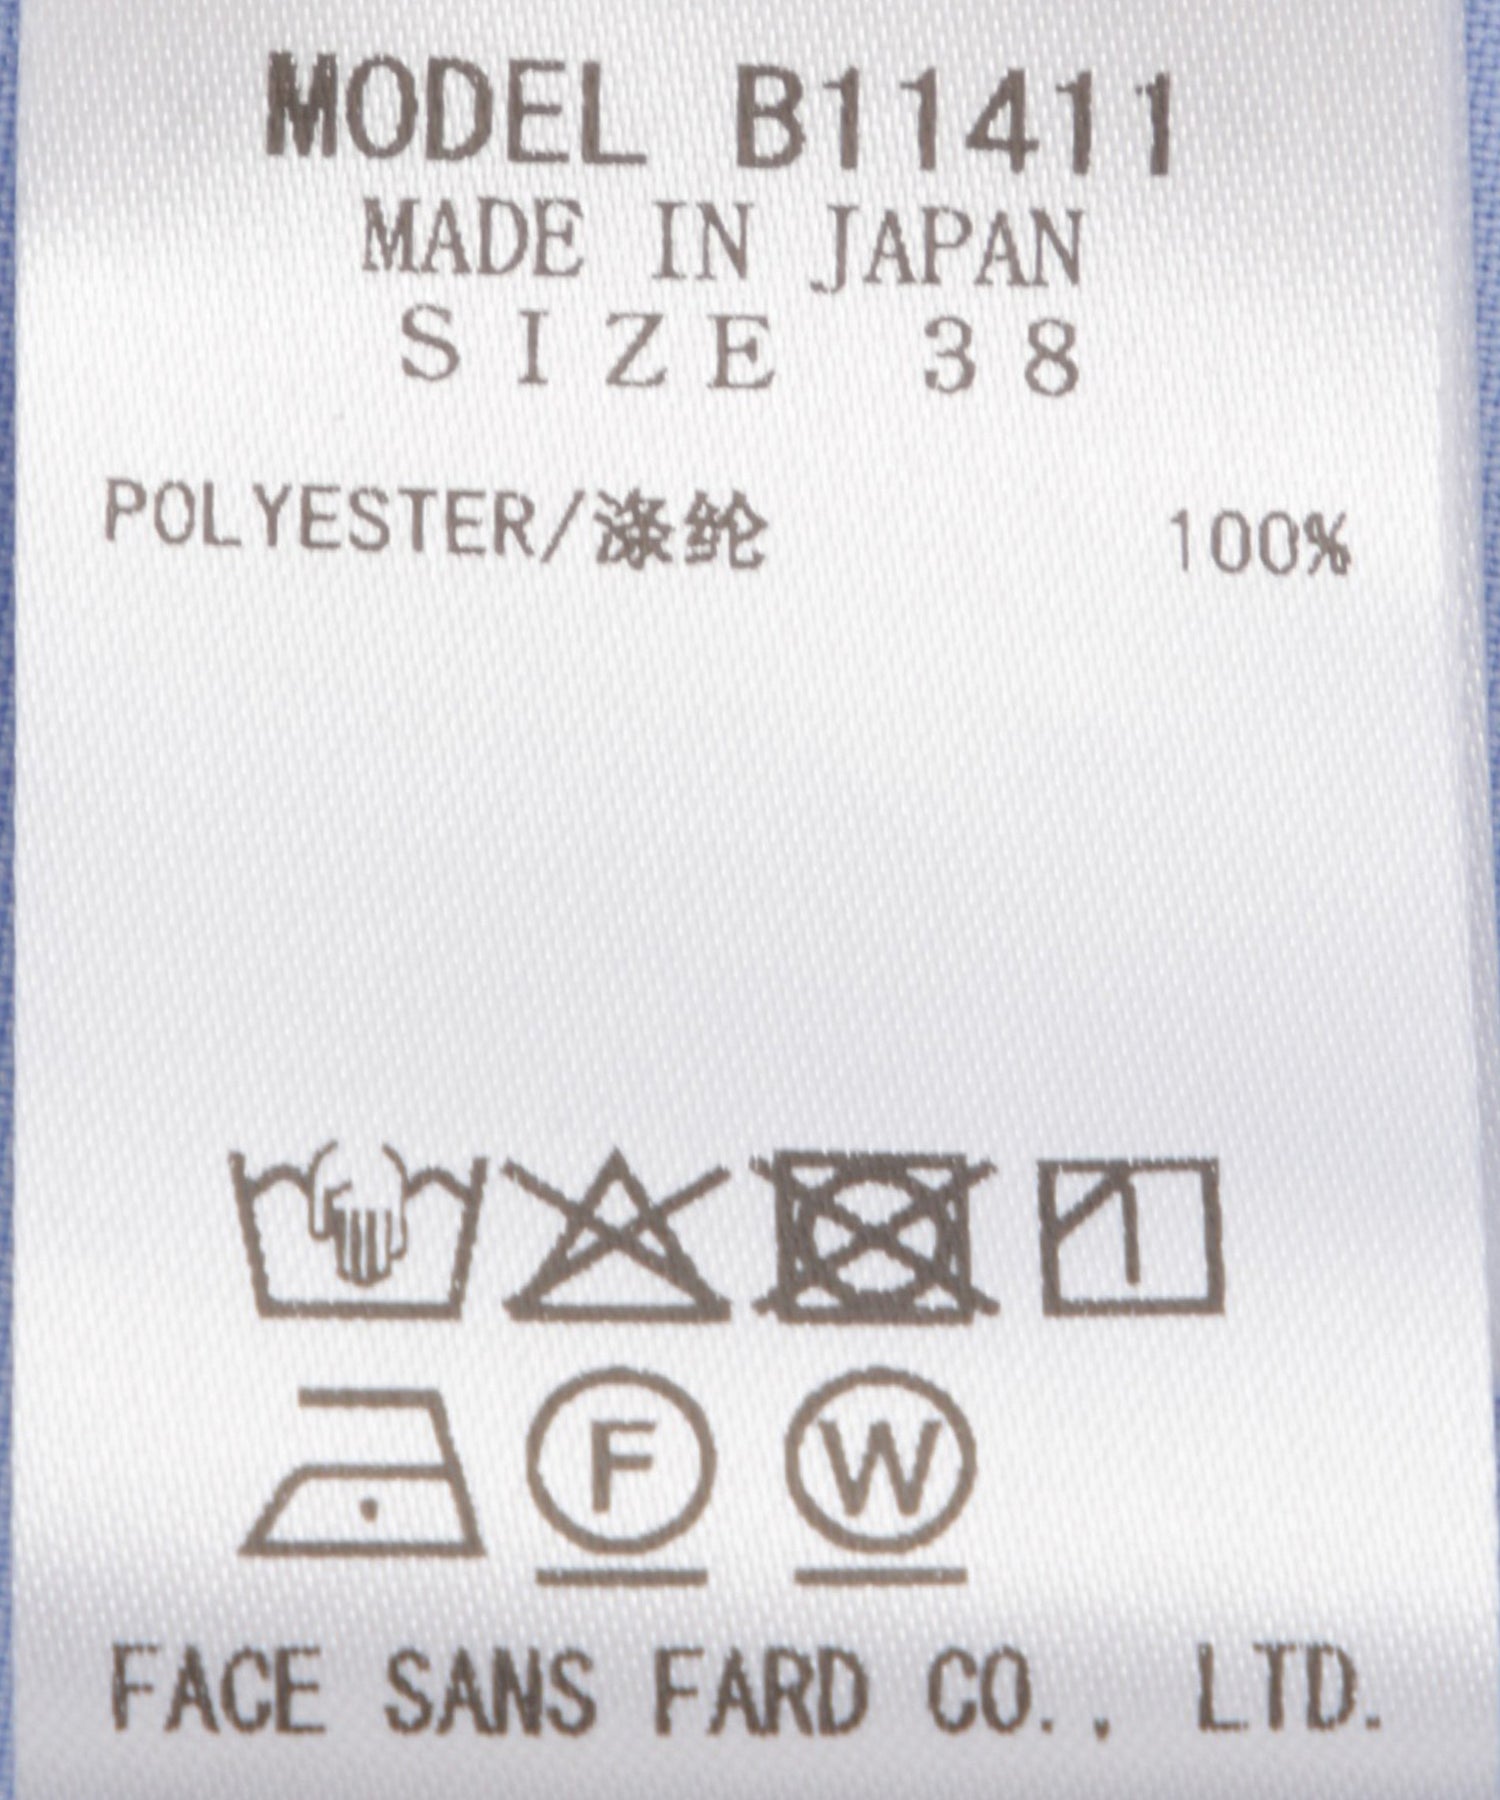 MODEL B11411
MADE IN JAPAN
SIZE 38
POLYESTER/涤纶 100%
F W
FACE SANS FARD CO., LTD.